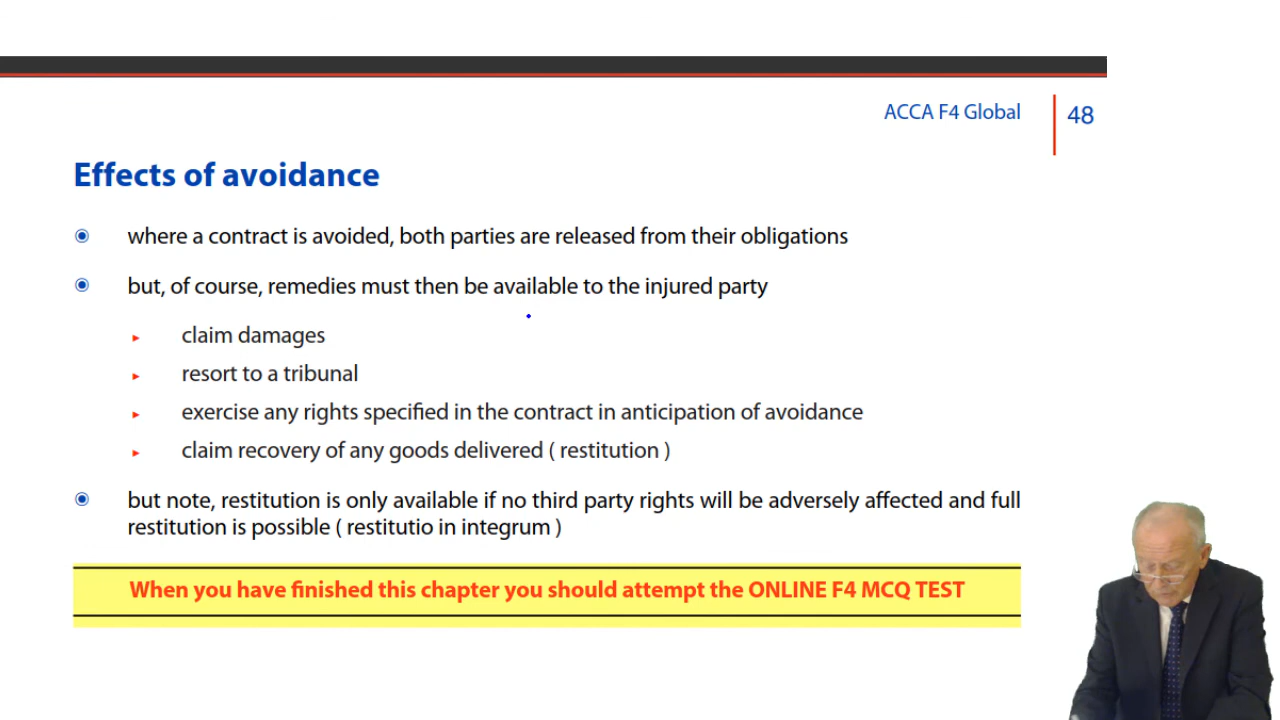 ACCA F4 Global
48
Effects of avoidance
where a contract is avoided, both parties are released from their obligations
but, of course, remedies must then be available to the injured party
claim damages
resort to a tribunal
exercise any rights specified in the contract in anticipation of avoidance
claim recovery of any goods delivered ( restitution )
but note, restitution is only available if no third party rights will be adversely affected and full
restitution is possible ( restitutio in integrum )
When you have finished this chapter you should attempt the ONLINE F4 MCQ TEST